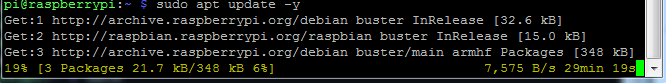 pi@raspberrypi:~ $ sudo apt update -y
Get:1 http://archive.raspberrypi.org/debian buster InRelease [32.6 kB]
Get:2 http://raspbian.raspberrypi.org/raspbian buster InRelease [15.0 kB]
Get:3 http://archive.raspberrypi.org/debian buster/main armhf Packages [348 kB]
19% [3 Packages 21.7 kB/348 kB 6%] 7,575 B/s 29min 19s